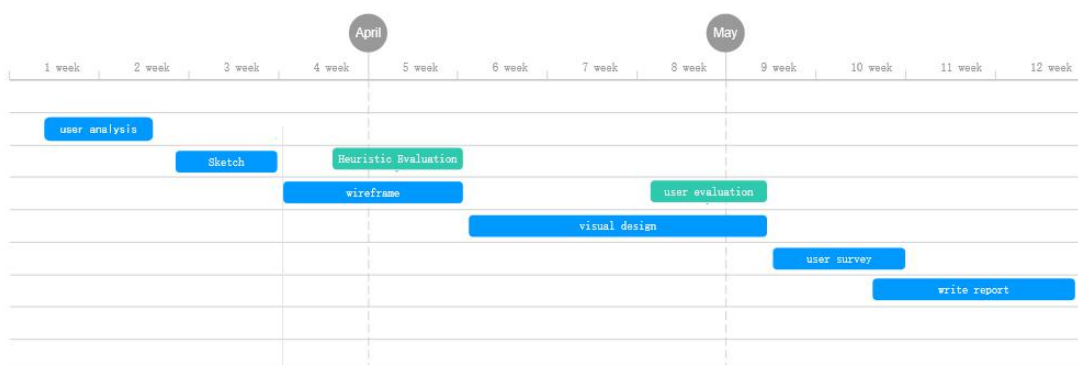 April May
1 week 2 week 3 week 4 week 5 week 6 week 7 week 8 week 9 week 10 week 11 week 12 week
user analysis
Sketch Heuristic Evaluation
wireframe user evaluation
visual design
user survey
write report